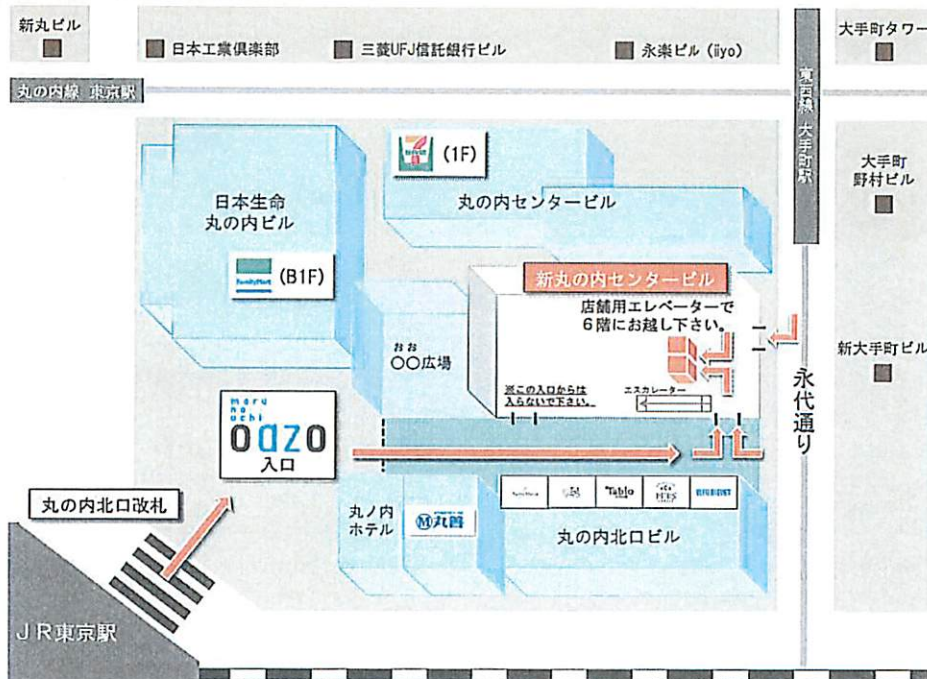 新丸ビル
日本工業倶楽部
三菱UFJ信託銀行ビル
永楽ビル (iiyo)
大手町タワー
丸の内線 東京駅
東西線 大手町駅
(1F)
大手町
野村ビル
日本生命
丸の内ビル
丸の内センタービル
FamilyMart
(B1F)
新丸の内センタービル
店舗用エレベーターで
6階にお越し下さい。
おお
〇〇広場
新大手町ビル
※この入口からは
入らないで下さい。
エスカレーター
永代通り
maru
no
uchi
oazo
入口
丸の内北口改札
丸ノ内
ホテル
丸善
Tablo
丸の内北口ビル
JR東京駅